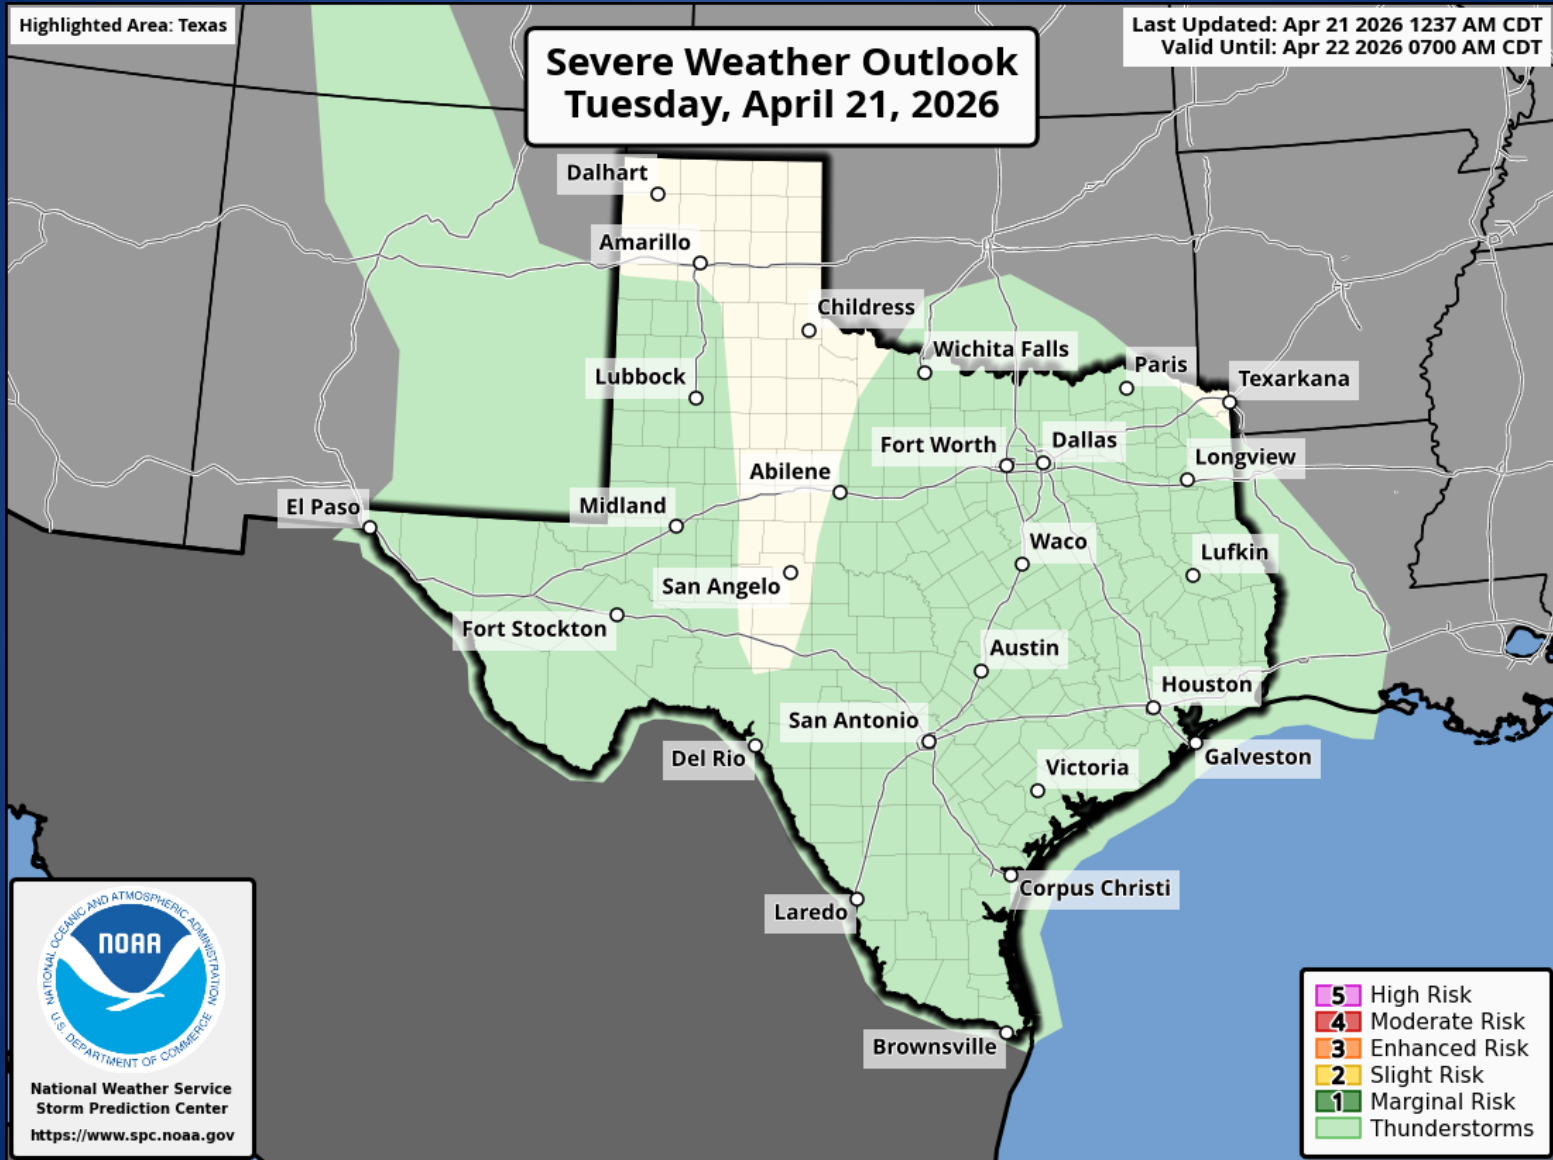 Highlighted Area: Texas
Severe Weather Outlook
Tuesday, April 21, 2026
Last Updated: Apr 21 2026 1237 AM CDT
Valid Until: Apr 22 2026 0700 AM CDT
Dalhart
Amarillo
Childress
Wichita Falls
Paris
Texarkana
Lubbock
Fort Worth
Dallas
Longview
Abilene
El Paso
Midland
Waco
Lufkin
San Angelo
Fort Stockton
Austin
Houston
San Antonio
Del Rio
Galveston
Victoria
Corpus Christi
Laredo
Brownsville
NATIONAL OCEANIC AND ATMOSPHERIC ADMINISTRATION
NOAA
U.S. DEPARTMENT OF COMMERCE
National Weather Service
Storm Prediction Center
https://www.spc.noaa.gov
5 High Risk
4 Moderate Risk
3 Enhanced Risk
2 Slight Risk
1 Marginal Risk
Thunderstorms